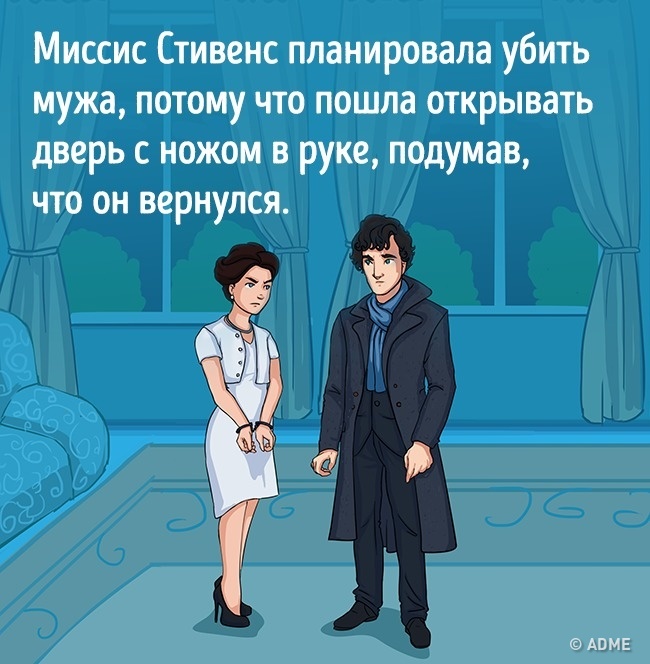 Миссис Стивенс планировала убить
мужа, потому что пошла открывать
дверь с ножом в руке, подумав,
что он вернулся.
© ADME